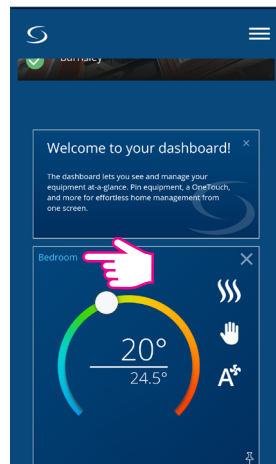 Burnsley
Welcome to your dashboard!
The dashboard lets you see and manage your
equipment at-a-glance. Pin equipment, a OneTouch,
and more for effortless home management from
one screen.
Bedroom
20°
24.5°
A